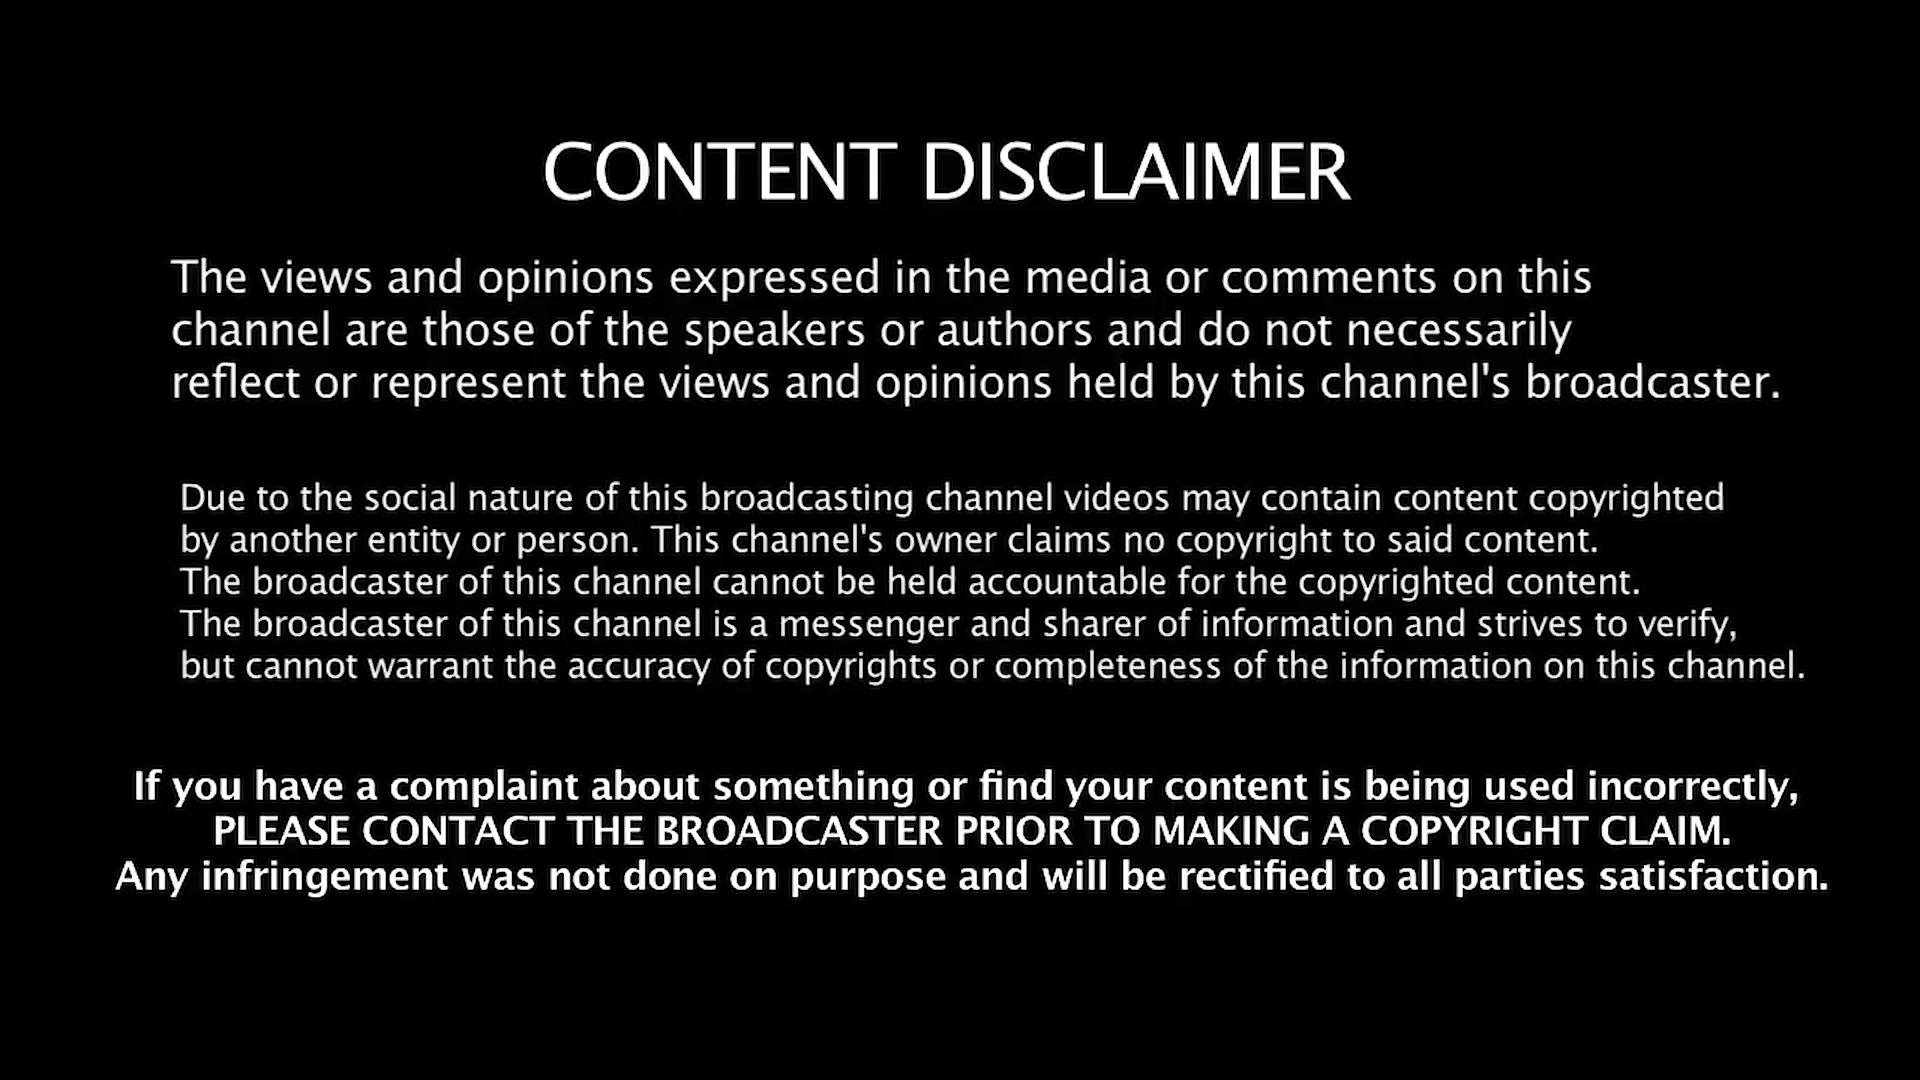 CONTENT DISCLAIMER
The views and opinions expressed in the media or comments on this
channel are those of the speakers or authors and do not necessarily
reflect or represent the views and opinions held by this channel's broadcaster.
Due to the social nature of this broadcasting channel videos may contain content copyrighted
by another entity or person. This channel's owner claims no copyright to said content.
The broadcaster of this channel cannot be held accountable for the copyrighted content.
The broadcaster of this channel is a messenger and sharer of information and strives to verify,
but cannot warrant the accuracy of copyrights or completeness of the information on this channel.
If you have a complaint about something or find your content is being used incorrectly,
PLEASE CONTACT THE BROADCASTER PRIOR TO MAKING A COPYRIGHT CLAIM.
Any infringement was not done on purpose and will be rectified to all parties satisfaction.